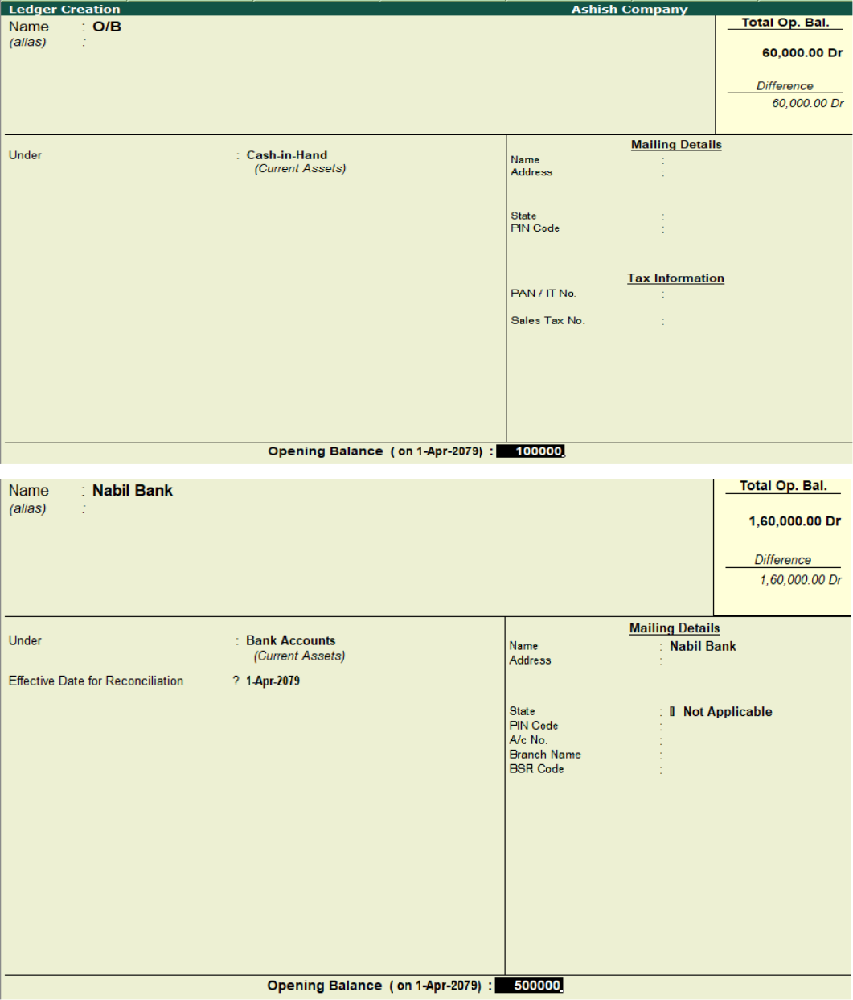 Ledger Creation Ashish Company
Name : O/B
(alias) :
Total Op. Bal.
60,000.00 Dr
Difference
60,000.00 Dr
Under : Cash-in-Hand
(Current Assets)
Mailing Details
Name :
Address :
State :
PIN Code :
Tax Information
PAN / IT No. :
Sales Tax No. :
Opening Balance ( on 1-Apr-2079) : 100000
Name : Nabil Bank
(alias) :
Total Op. Bal.
1,60,000.00 Dr
Difference
1,60,000.00 Dr
Under : Bank Accounts
(Current Assets)
Effective Date for Reconciliation ? 1-Apr-2079
Mailing Details
Name : Nabil Bank
Address :
State : Not Applicable
PIN Code :
A/c No. :
Branch Name :
BSR Code :
Opening Balance ( on 1-Apr-2079) : 500000